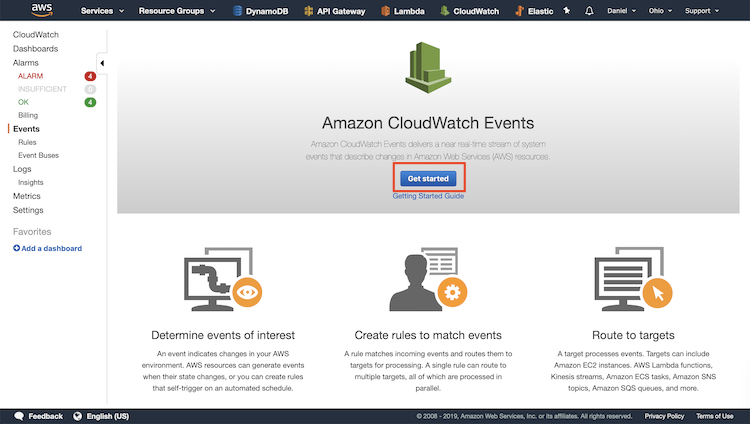 aws
Services
Resource Groups
DynamoDB
API Gateway
Lambda
CloudWatch
Elastic
Daniel
Ohio
Support
CloudWatch
Dashboards
Alarms
ALARM 4
INSUFFICIENT 0
OK 4
Billing
Events
Rules
Event Buses
Logs
Insights
Metrics
Settings
Favorites
Add a dashboard
Amazon CloudWatch Events
Amazon CloudWatch Events delivers a near real-time stream of system
events that describe changes in Amazon Web Services (AWS) resources.
Get started
Getting Started Guide
Determine events of interest
An event indicates changes in your AWS
environment. AWS resources can generate events
when their state changes, or you can create rules
that self-trigger on an automated schedule.
Create rules to match events
A rule matches incoming events and routes them to
targets for processing. A single rule can route to
multiple targets, all of which are processed in
parallel.
Route to targets
A target processes events. Targets can include
Amazon EC2 instances. AWS Lambda functions,
Kinesis streams, Amazon ECS tasks, Amazon SNS
topics, Amazon SQS queues, and more.
Feedback
English (US)
© 2008 - 2019, Amazon Web Services, Inc. or its affiliates. All rights reserved.
Privacy Policy
Terms of Use